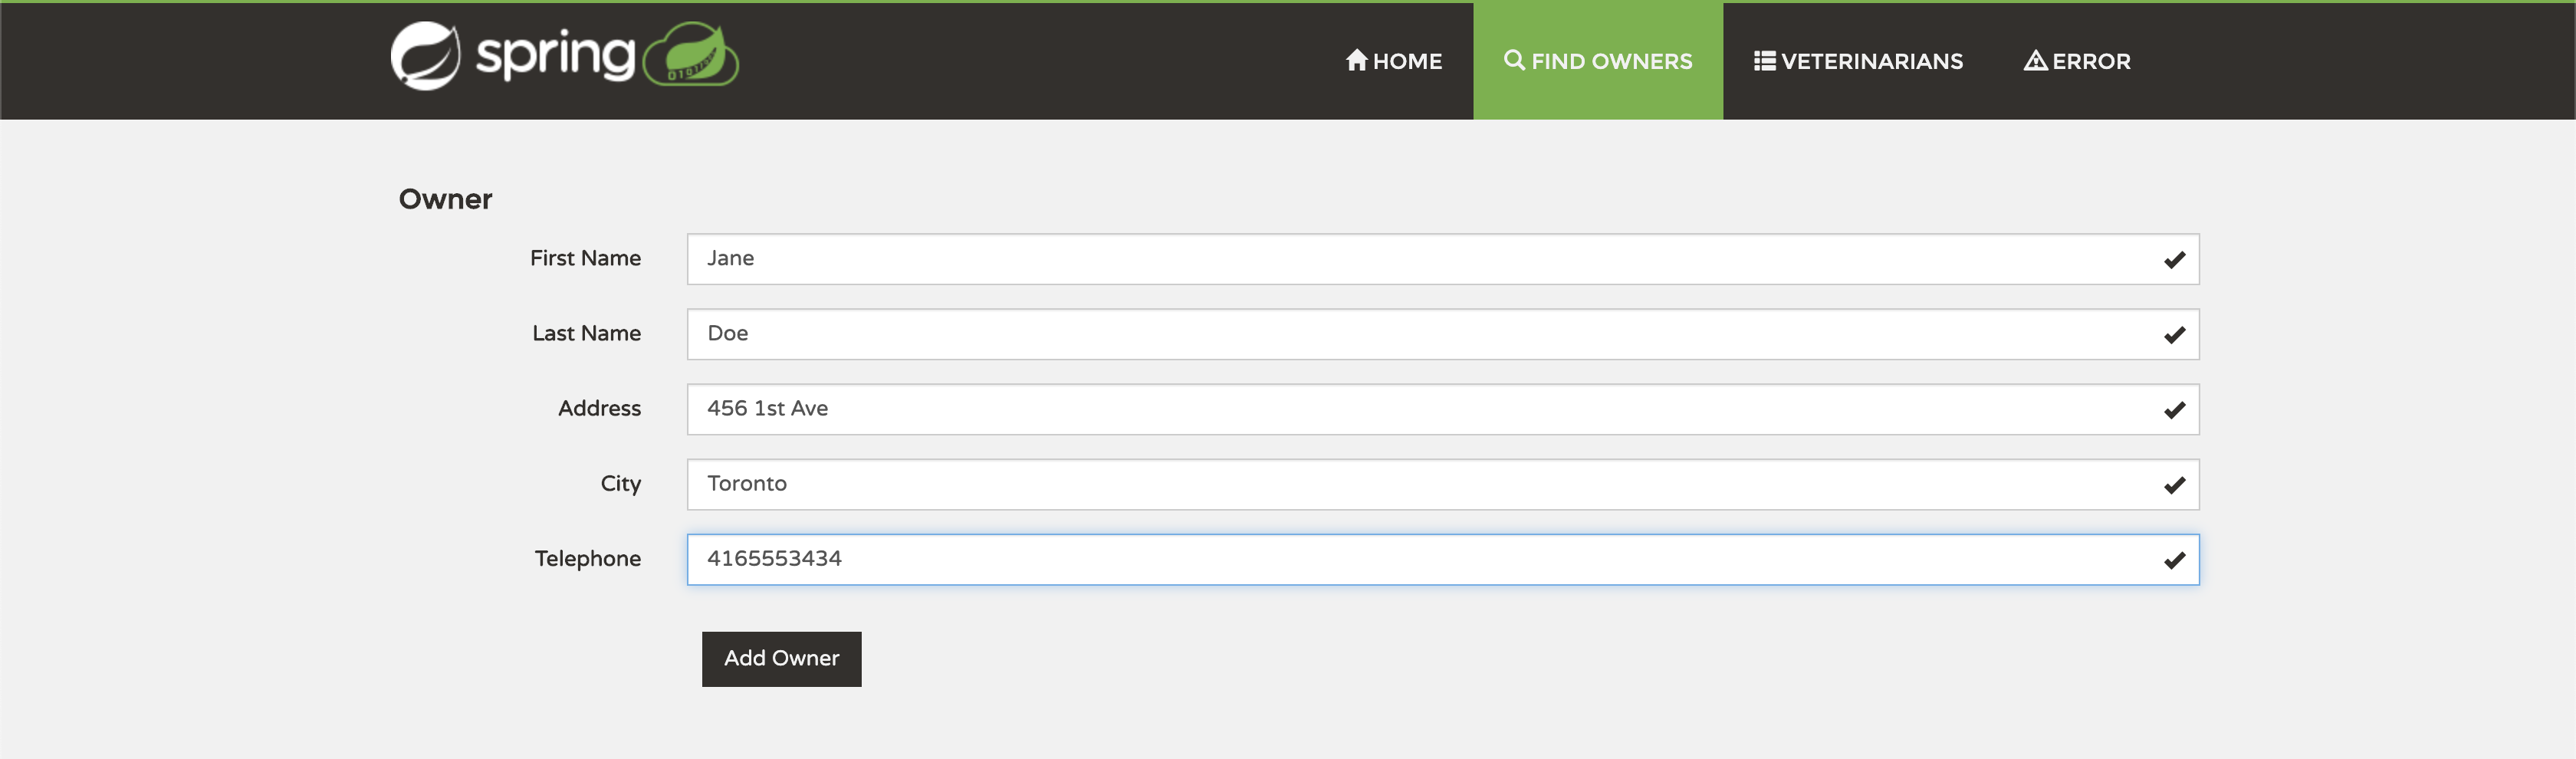 spring
HOME
FIND OWNERS
VETERINARIANS
ERROR
Owner
First Name Jane
Last Name Doe
Address 456 1st Ave
City Toronto
Telephone 4165553434
Add Owner